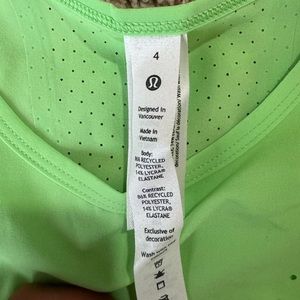 4
Designed in
Vancouver
Made in
Vietnam
Body:
86% RECYCLED
POLYESTER,
14% LYCRA®
ELASTANE
Contrast:
86% RECYCLED
POLYESTER,
14% LYCRA®
ELASTANE
Exclusive of
decoration
Wash